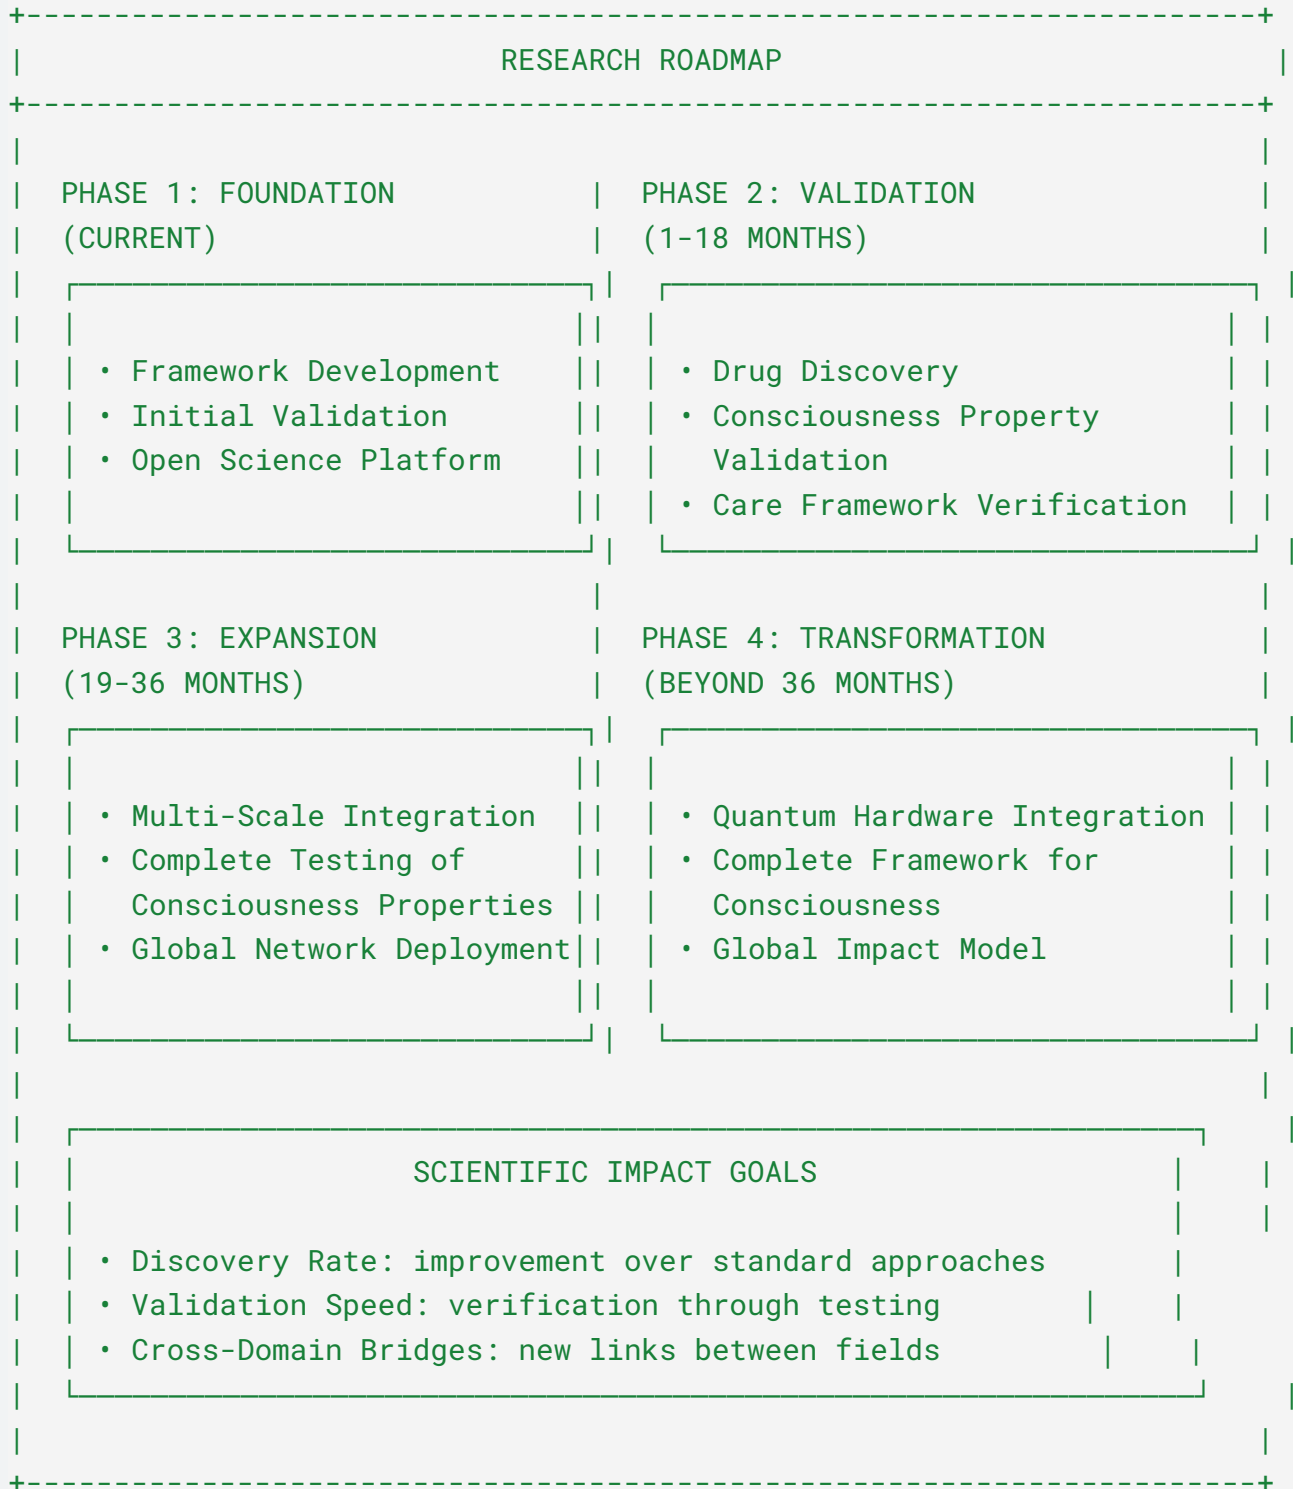 RESEARCH ROADMAP
PHASE 1: FOUNDATION
(CURRENT)
• Framework Development
• Initial Validation
• Open Science Platform
PHASE 2: VALIDATION
(1-18 MONTHS)
• Drug Discovery
• Consciousness Property
Validation
• Care Framework Verification
PHASE 3: EXPANSION
(19-36 MONTHS)
• Multi-Scale Integration
• Complete Testing of
Consciousness Properties
• Global Network Deployment
PHASE 4: TRANSFORMATION
(BEYOND 36 MONTHS)
• Quantum Hardware Integration
• Complete Framework for
Consciousness
• Global Impact Model
SCIENTIFIC IMPACT GOALS
• Discovery Rate: improvement over standard approaches
• Validation Speed: verification through testing
• Cross-Domain Bridges: new links between fields